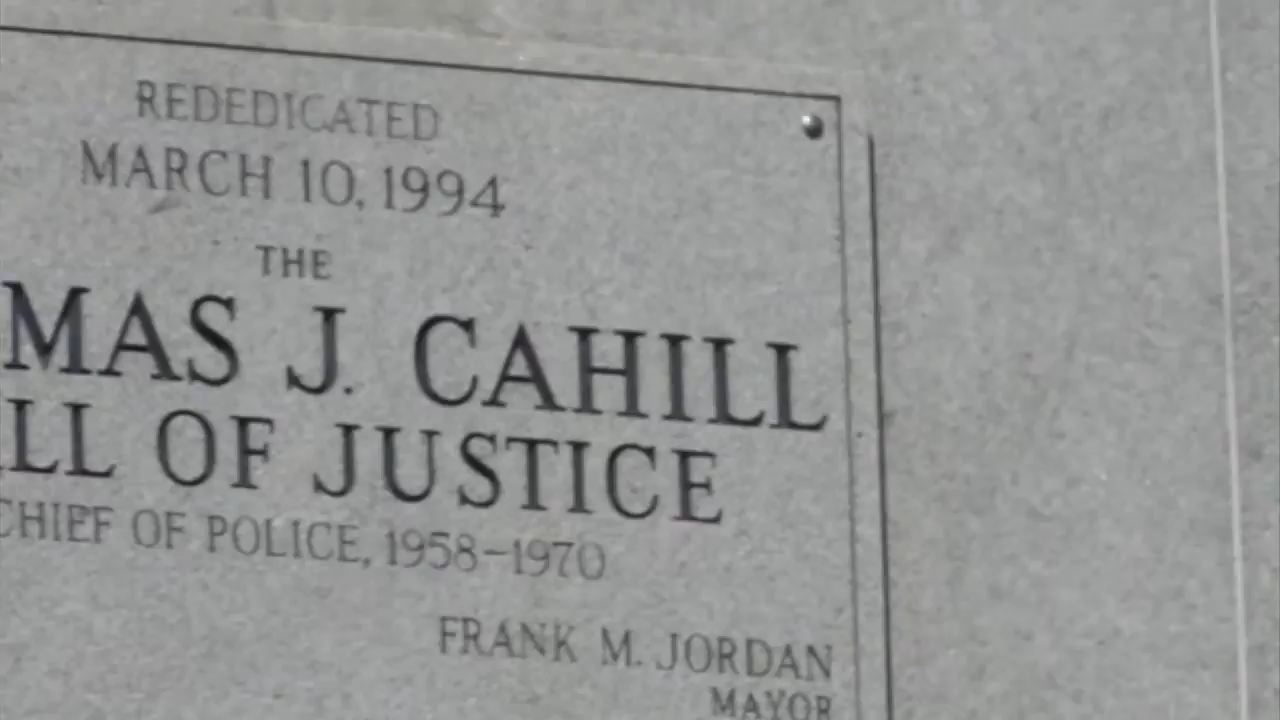 REDEDICATED
MARCH 10, 1994
THE
MAS J. CAHILL
LL OF JUSTICE
CHIEF OF POLICE, 1958-1970
FRANK M. JORDAN
MAYOR